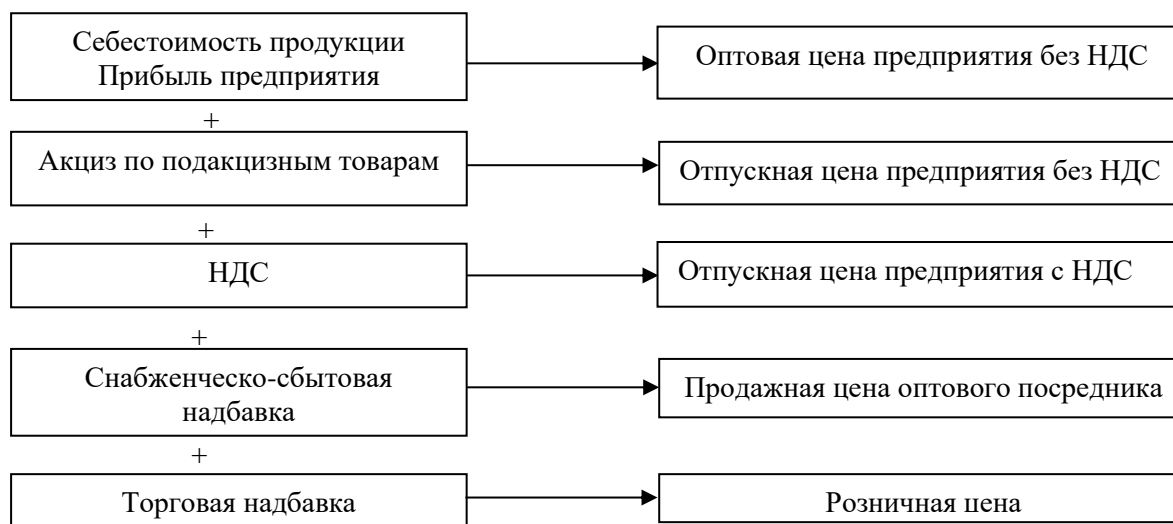 Себестоимость продукции
Прибыль предприятия
Оптовая цена предприятия без НДС
+
Акциз по подакцизным товарам
Отпускная цена предприятия без НДС
+
НДС
Отпускная цена предприятия с НДС
+
Снабженческо-сбытовая
надбавка
Продажная цена оптового посредника
+
Торговая надбавка
Розничная цена